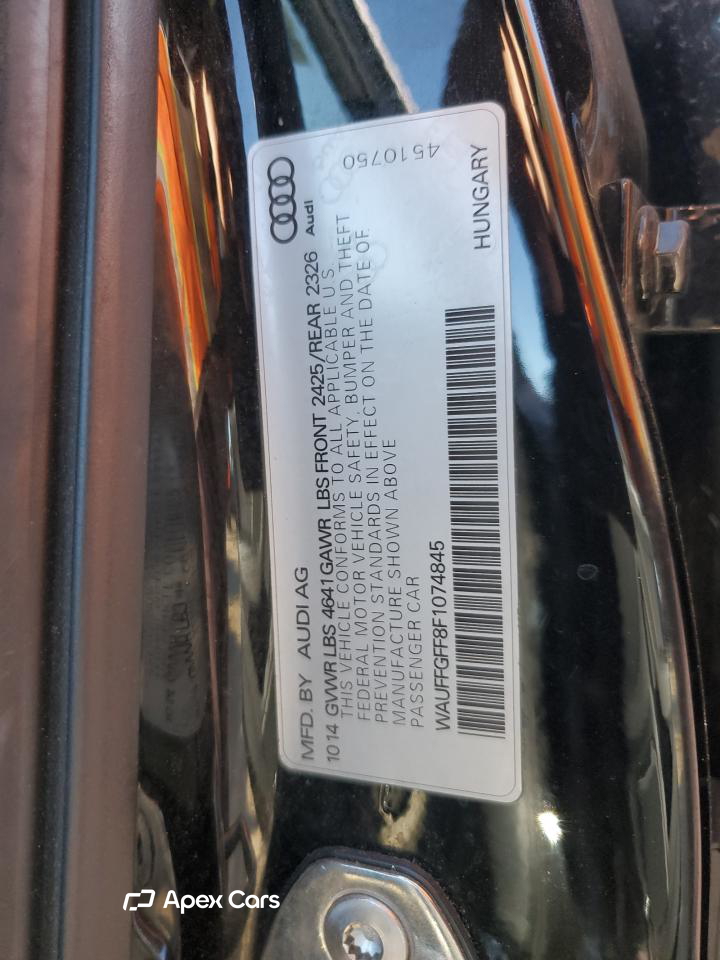 MFD. BY AUDI AG
Audi
1014 GVWR LBS 4641 GAWR LBS FRONT 2425/REAR 2326
THIS VEHICLE CONFORMS TO ALL APPLICABLE U.S.
FEDERAL MOTOR VEHICLE SAFETY, BUMPER AND THEFT
PREVENTION STANDARDS IN EFFECT ON THE DATE OF
MANUFACTURE SHOWN ABOVE
PASSENGER CAR
WAUFFGFF8F1074845
HUNGARY
4510750
Apex Cars